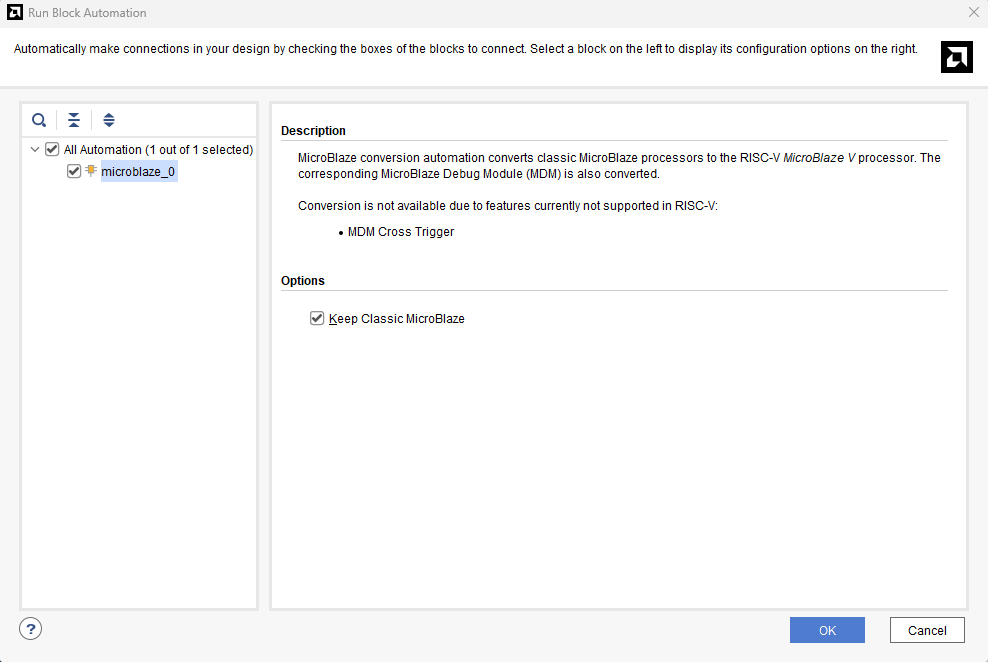 Run Block Automation
Automatically make connections in your design by checking the boxes of the blocks to connect. Select a block on the left to display its configuration options on the right.
All Automation (1 out of 1 selected)
microblaze_0
Description
MicroBlaze conversion automation converts classic MicroBlaze processors to the RISC-V MicroBlaze V processor. The
corresponding MicroBlaze Debug Module (MDM) is also converted.
Conversion is not available due to features currently not supported in RISC-V:
• MDM Cross Trigger
Options
Keep Classic MicroBlaze
?
OK
Cancel